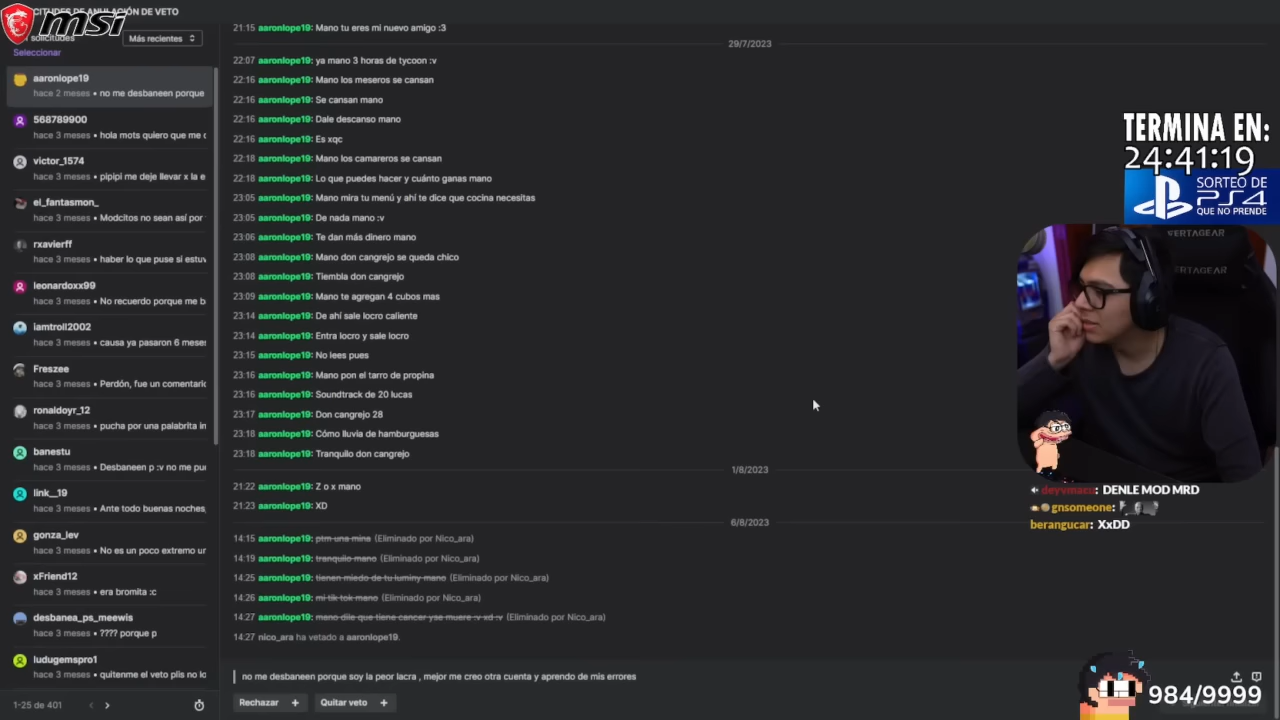 CITUDES DE ANULACIÓN DE VETO
msi
solicitudes
Más recientes
Seleccionar
aaronlope19
hace 2 meses • no me desbaneen porque
568789900
hace 3 meses • hola mots quiero que me
victor_1574
hace 3 meses • pipipi me deje llevar x la e
el_fantasmon_
hace 3 meses • Modcitos no sean así por
rxavierff
hace 3 meses • haber lo que puse si estuv
leonardoxx99
hace 3 meses • No recuerdo porque me b
iamtroll2002
hace 3 meses • causa ya pasaron 6 meses
Freszee
hace 3 meses • Perdón, fue un comentario
ronaldoyr_12
hace 3 meses • pucha por una palabrita in
banestu
hace 3 meses • Desbaneen p :v no me pu
link__19
hace 3 meses • Ante todo buenas noches,
gonza_lev
hace 3 meses • No es un poco extremo un
xFriend12
hace 3 meses • era bromita :c
desbanea_ps_meewis
hace 3 meses • ???? porque p
ludugemspro1
hace 3 meses • quitenme el veto plis no lo
1-25 de 401
21:15 aaronlope19: Mano tu eres mi nuevo amigo :3
29/7/2023
22:07 aaronlope19: ya mano 3 horas de tycoon :v
22:16 aaronlope19: Mano los meseros se cansan
22:16 aaronlope19: Se cansan mano
22:16 aaronlope19: Dale descanso mano
22:16 aaronlope19: Es xqc
22:18 aaronlope19: Mano los camareros se cansan
22:18 aaronlope19: Lo que puedes hacer y cuánto ganas mano
23:05 aaronlope19: Mano mira tu menú y ahí te dice que cocina necesitas
23:05 aaronlope19: De nada mano :v
23:06 aaronlope19: Te dan más dinero mano
23:08 aaronlope19: Mano don cangrejo se queda chico
23:08 aaronlope19: Tiembla don cangrejo
23:09 aaronlope19: Mano te agregan 4 cubos mas
23:14 aaronlope19: De ahí sale locro caliente
23:14 aaronlope19: Entra locro y sale locro
23:15 aaronlope19: No lees pues
23:16 aaronlope19: Mano pon el tarro de propina
23:16 aaronlope19: Soundtrack de 20 lucas
23:17 aaronlope19: Don cangrejo 28
23:18 aaronlope19: Cómo lluvia de hamburguesas
23:18 aaronlope19: Tranquilo don cangrejo
1/8/2023
21:22 aaronlope19: Z o x mano
21:23 aaronlope19: XD
6/8/2023
14:15 aaronlope19: ptm una mina (Eliminado por Nico_ara)
14:19 aaronlope19: tranquilo mano (Eliminado por Nico_ara)
14:25 aaronlope19: tienen miedo de tu luminy mano (Eliminado por Nico_ara)
14:26 aaronlope19: mi tik tok mano (Eliminado por Nico_ara)
14:27 aaronlope19: mano dile que tiene cancer yse muere :v xd :v (Eliminado por Nico_ara)
14:27 nico_ara ha vetado a aaronlope19.
no me desbaneen porque soy la peor lacra , mejor me creo otra cuenta y aprendo de mis errores
Rechazar +
Quitar veto +
TERMINA EN:
24:41:19
SORTEO DE
PS4
QUE NO PRENDE
VERTAGEAR
VERTAGEAR
deyvmacu: DENLE MOD MRD
gnsomeone:
berangucar: XxDD
984/9999